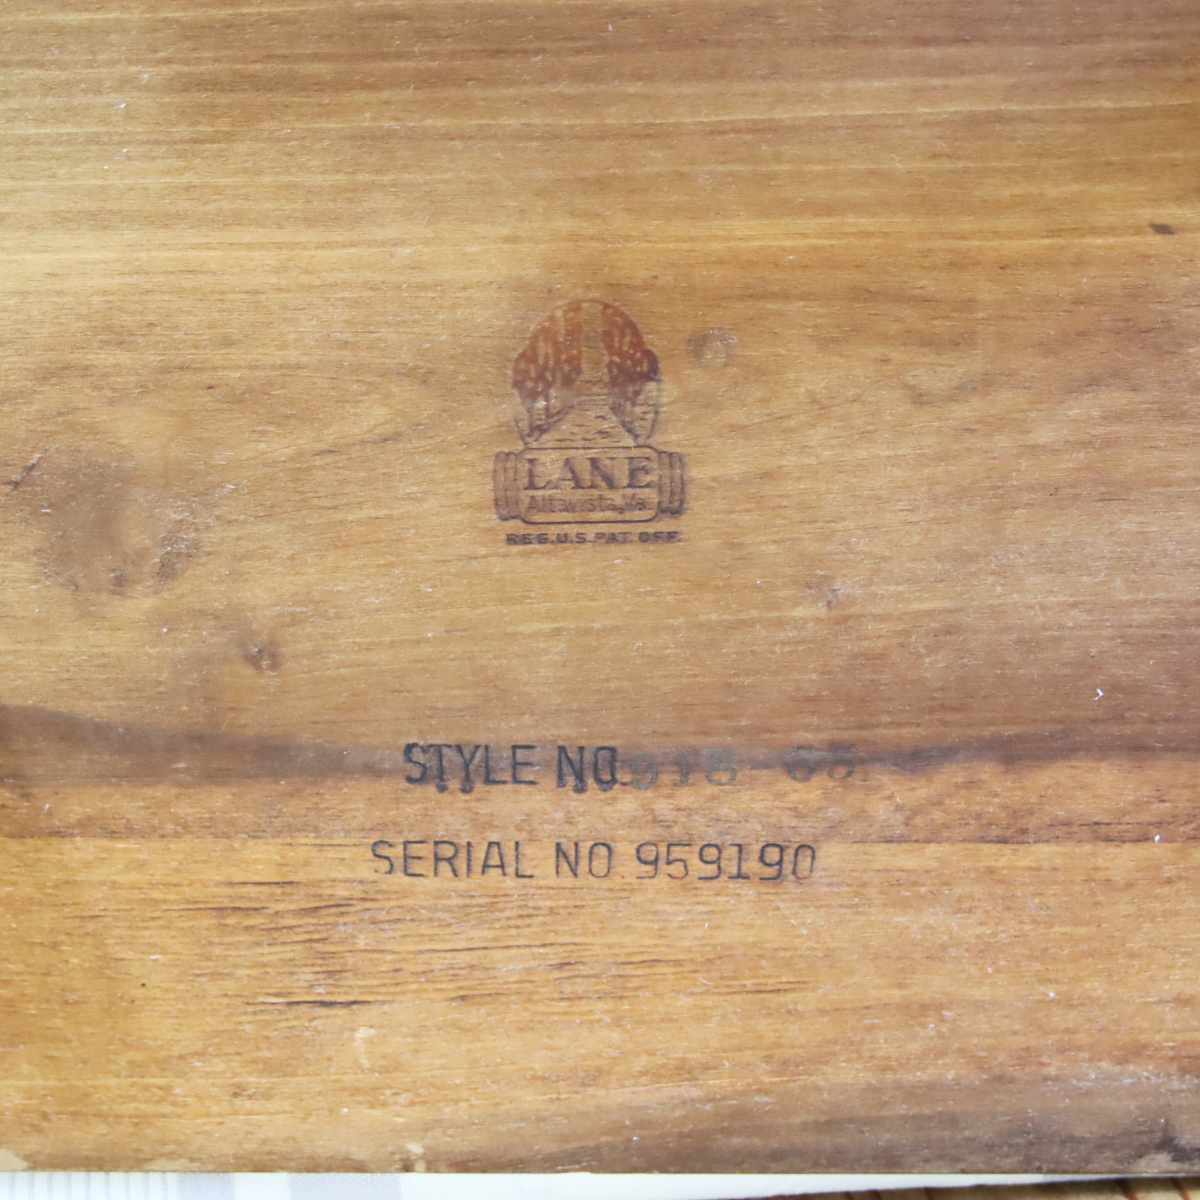 LANE
Altavista, Va.
REG. U.S. PAT. OFF.
STYLE NO
SERIAL NO 959190